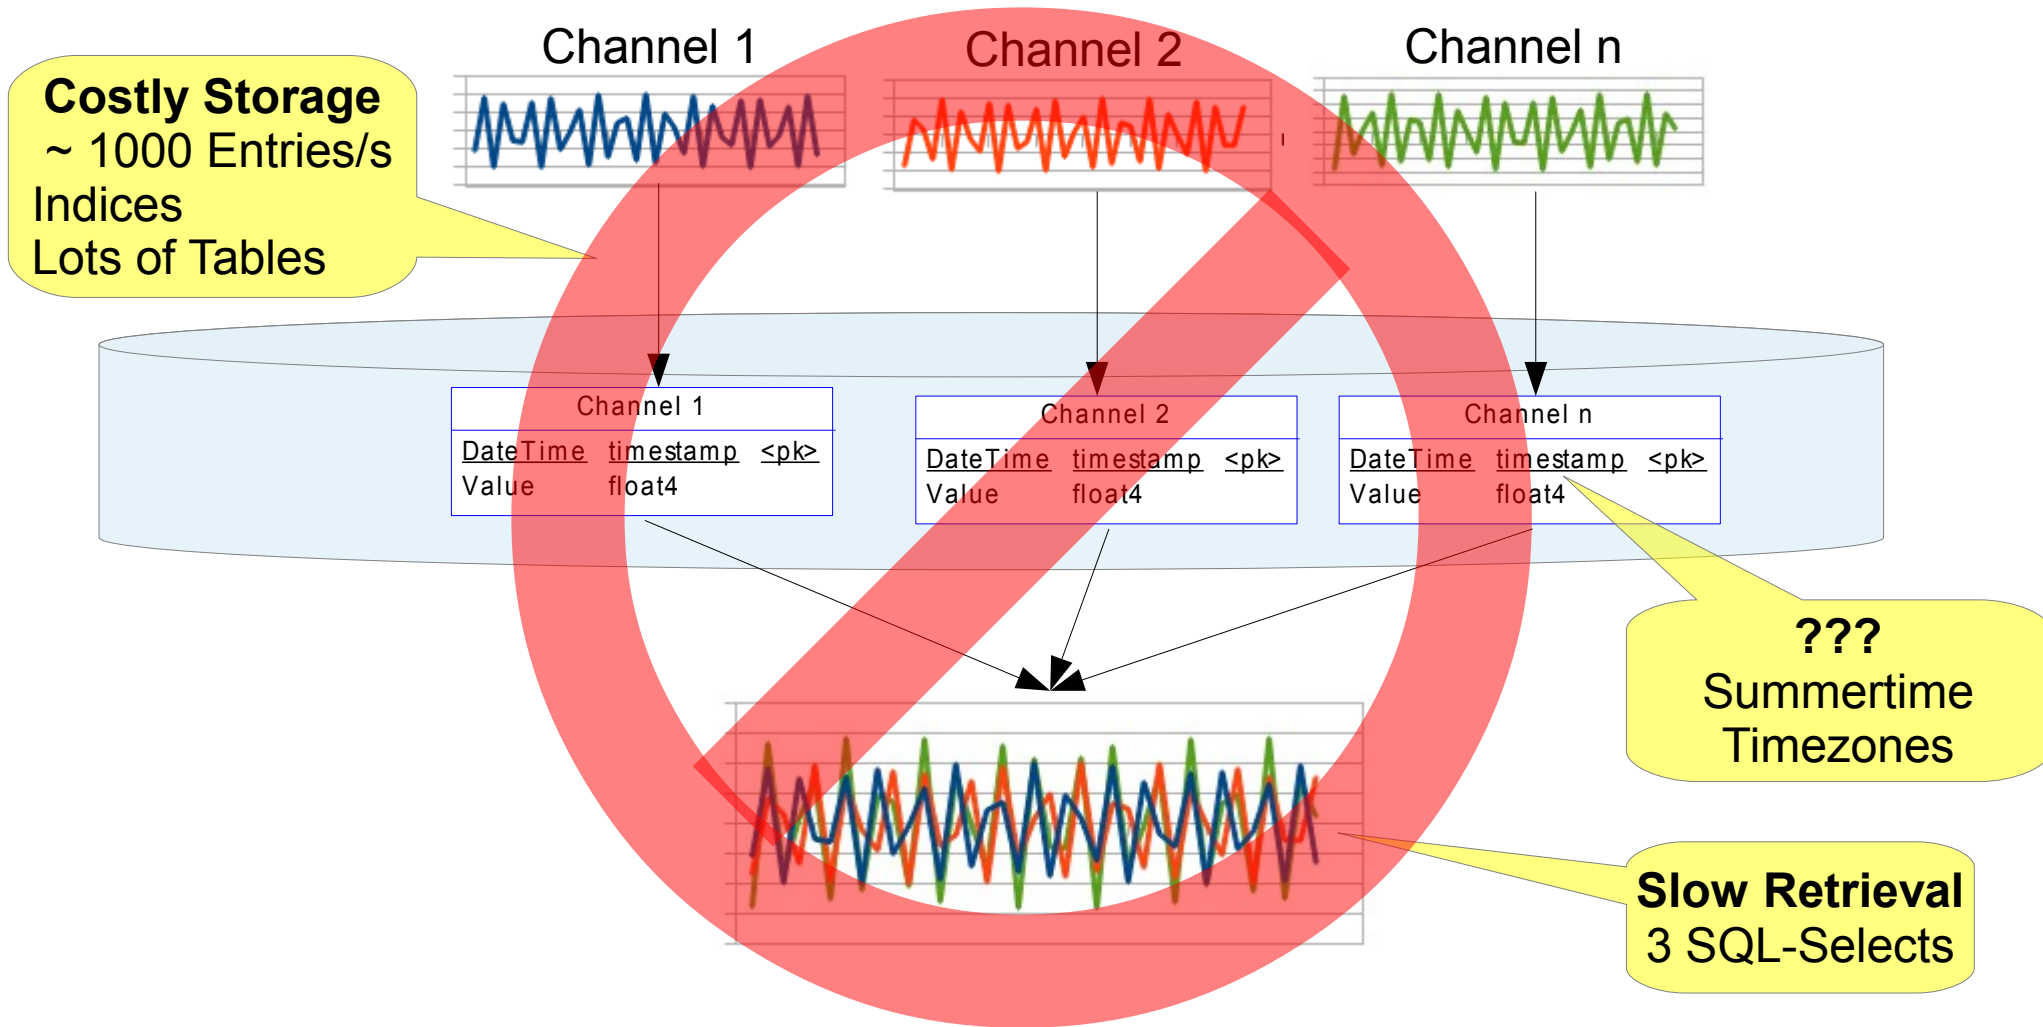 Channel 1
Channel 2
Channel n
Costly Storage
~ 1000 Entries/s
Indices
Lots of Tables
Channel 1
DateTime timestamp <pk>
Value float4
Channel 2
DateTime timestamp <pk>
Value float4
Channel n
DateTime timestamp <pk>
Value float4
???
Summertime
Timezones
Slow Retrieval
3 SQL-Selects